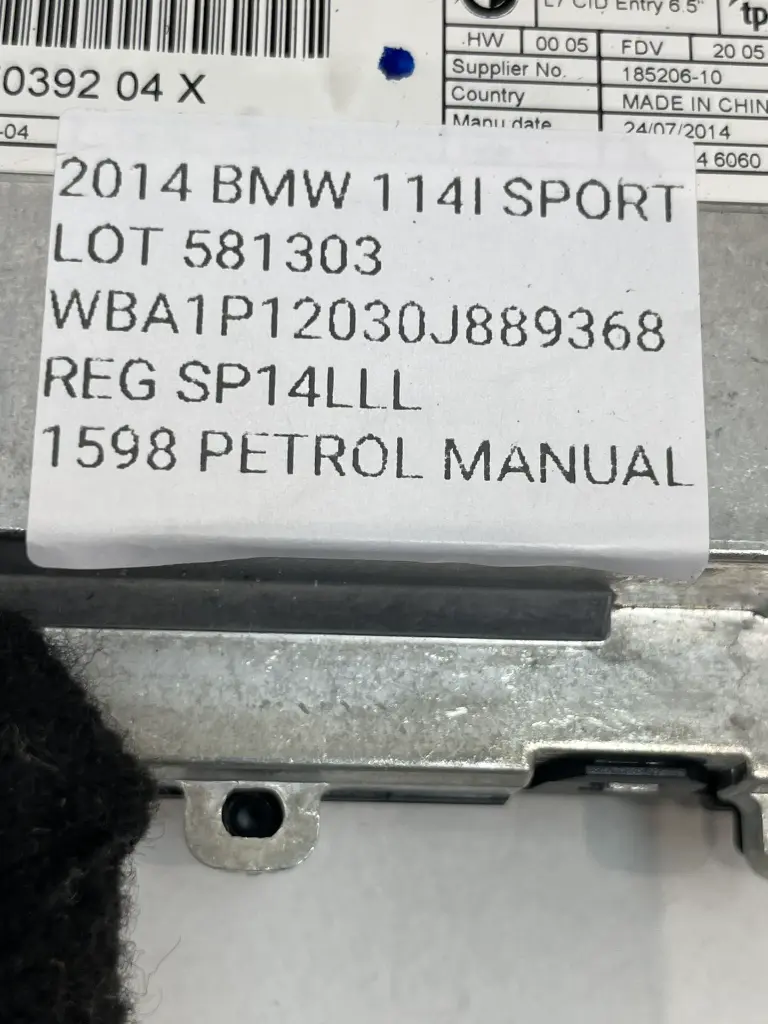 L7 CID Entry 6.5"
tp
.HW 00 05 FDV 20 05
Supplier No. 185206-10
Country MADE IN CHIN
Manu date 24/07/2014
0392 04 X
-04
4 6060
2014 BMW 114I SPORT
LOT 581303
WBA1P12030J889368
REG SP14LLL
1598 PETROL MANUAL